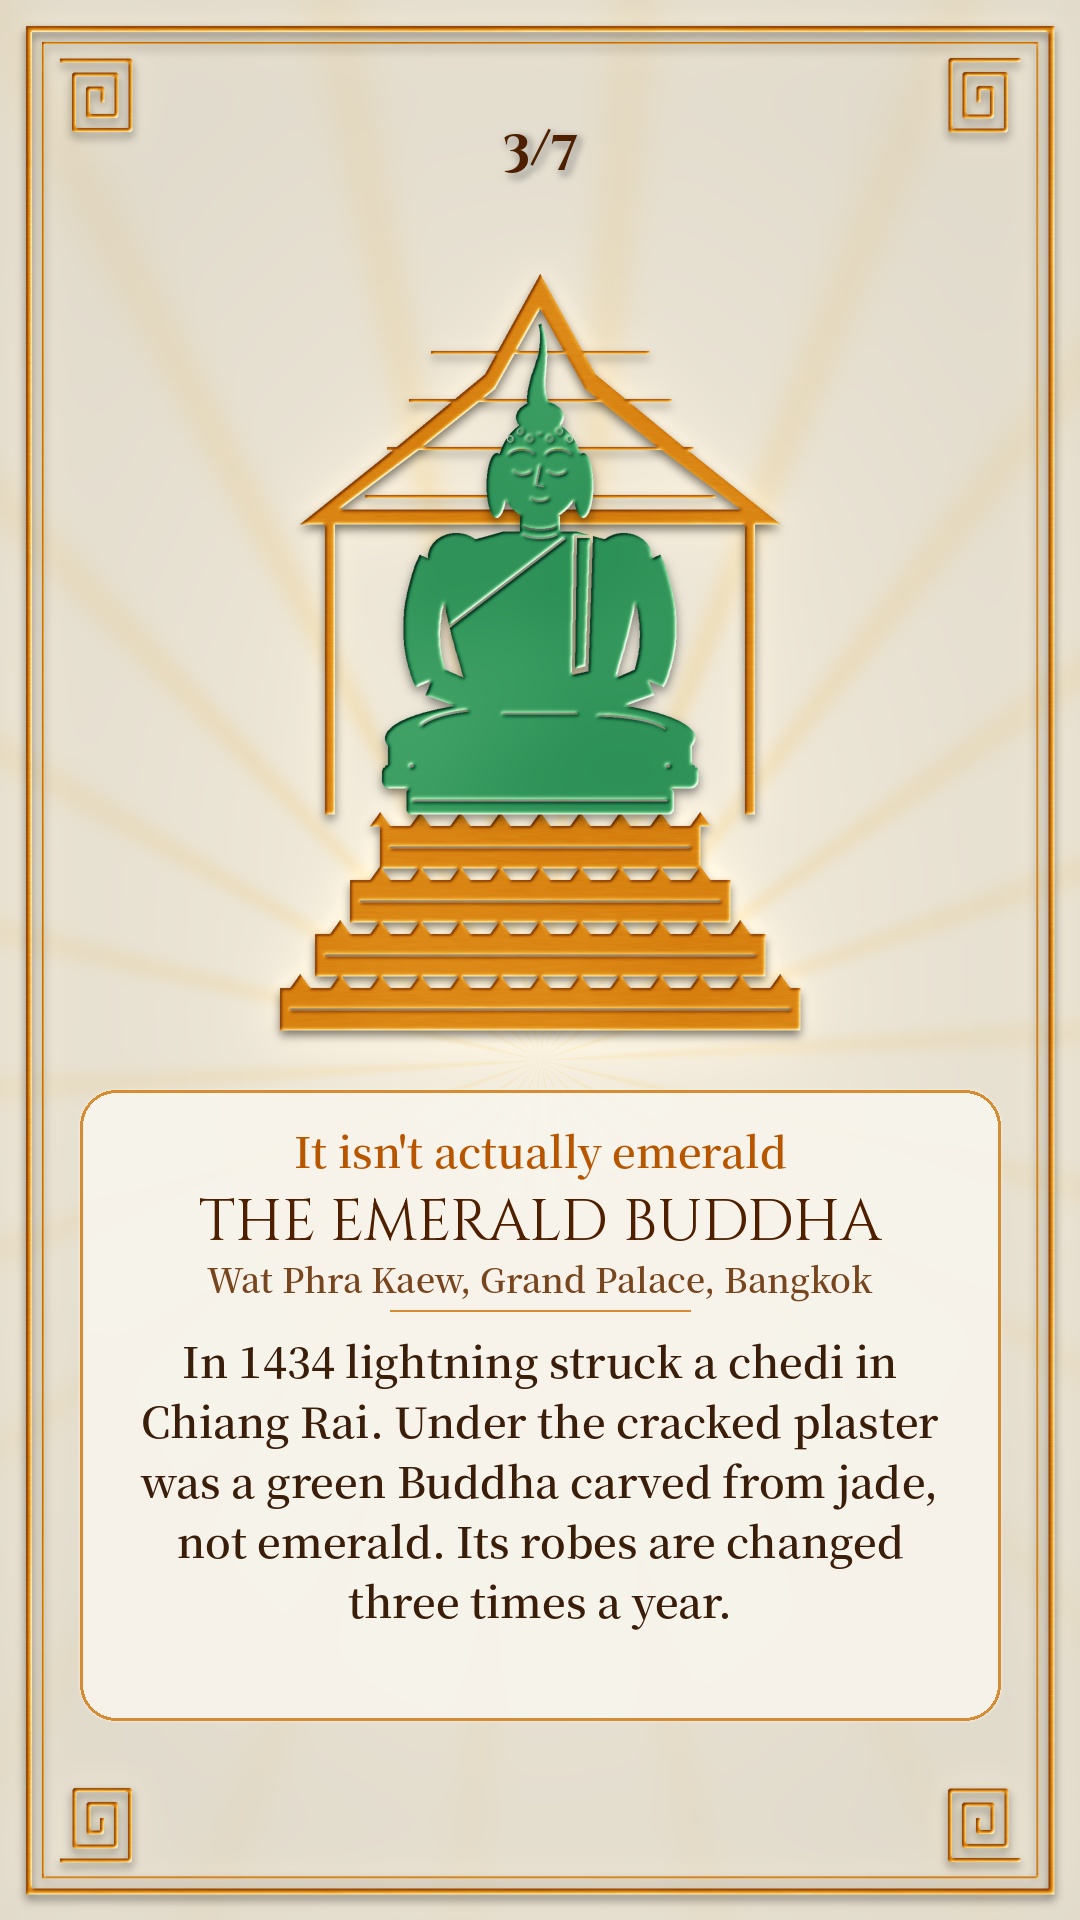 3/7
It isn't actually emerald
THE EMERALD BUDDHA
Wat Phra Kaew, Grand Palace, Bangkok
In 1434 lightning struck a chedi in
Chiang Rai. Under the cracked plaster
was a green Buddha carved from jade,
not emerald. Its robes are changed
three times a year.